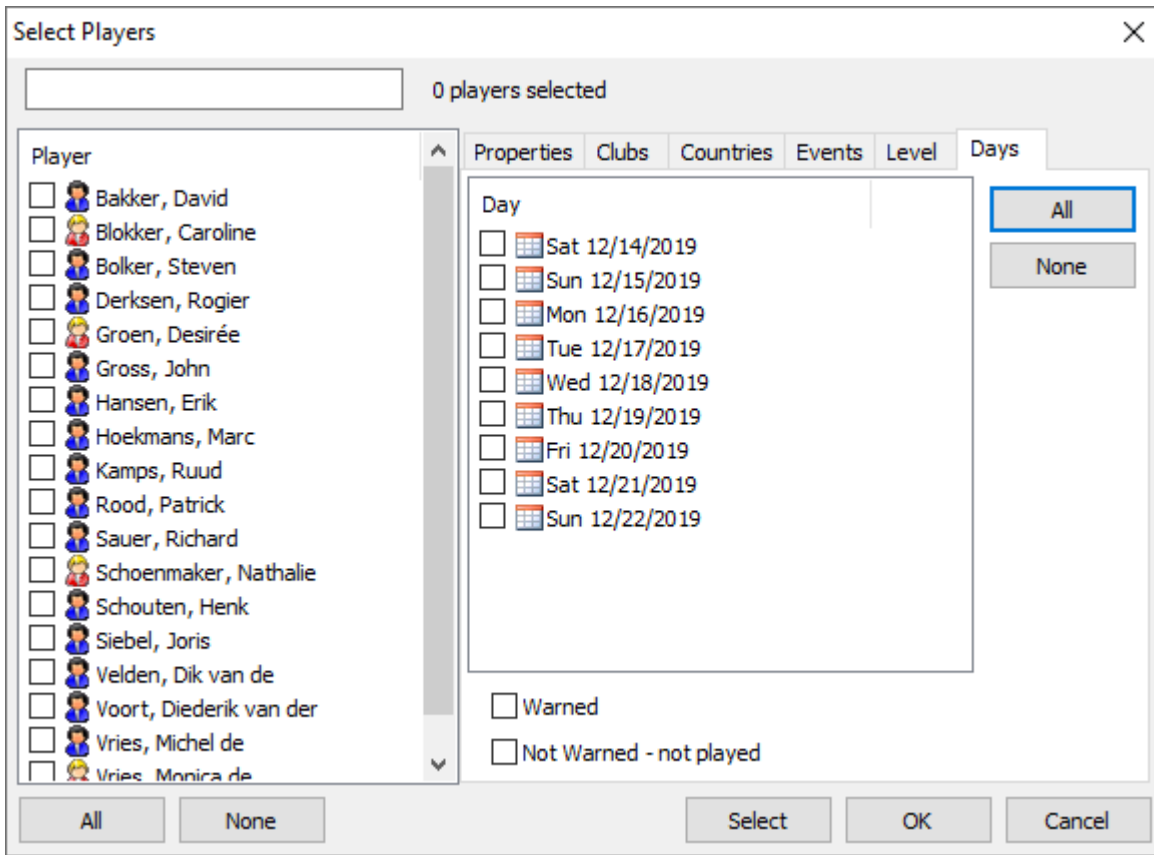 Select Players
0 players selected
Player
Bakker, David
Blokker, Caroline
Bolker, Steven
Derksen, Rogier
Groen, Desirée
Gross, John
Hansen, Erik
Hoekmans, Marc
Kamps, Ruud
Rood, Patrick
Sauer, Richard
Schoenmaker, Nathalie
Schouten, Henk
Siebel, Joris
Velden, Dik van de
Voort, Diederik van der
Vries, Michel de
Vries, Monica de
Properties Clubs Countries Events Level Days
Day
Sat 12/14/2019
Sun 12/15/2019
Mon 12/16/2019
Tue 12/17/2019
Wed 12/18/2019
Thu 12/19/2019
Fri 12/20/2019
Sat 12/21/2019
Sun 12/22/2019
All
None
Warned
Not Warned - not played
All None Select OK Cancel